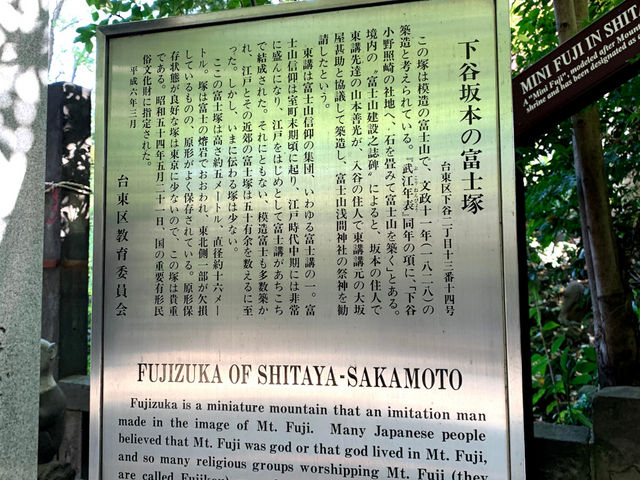 下谷坂本の富士塚
台東区下谷二丁目十三番十四号
この塚は模造の富士山で、文政十一年(一八二八)の
築造と考えられている。『武江年表』同年の項に、「下谷
小野照崎の社地へ、石を畳みて富士山を築く」とある。
境内の〝富士山建設之誌碑〟によると、坂本の住人で
東講先達の山本善光が、入谷の住人で東講講元の大坂
屋甚助と協議して築造し、富士山浅間神社の祭神を勧
請したという。
東講は富士山信仰の集団、いわゆる富士講の一。富
士山信仰は室町末期頃に起り、江戸時代中期には非常
に盛んになり、江戸をはじめとして富士講があちこち
で結成された。それにともない、模造富士も多数築か
れ、江戸とその近郊の富士塚は五十有余を数えるに至
った。しかし、いまに伝わる塚は少ない。
ここの富士塚は高さ約五メートル、直径約十六メー
トル。塚は富士の熔岩でおおわれ、東北側一部が欠損
しているものの、原形がよく保存されている。原形保
存状態が良好な塚は東京に少ないので、この塚は貴重
である。昭和五十四年五月二十一日、国の重要有形民
俗文化財に指定された。
平成六年三月
台東区教育委員会
FUJIZUKA OF SHITAYA-SAKAMOTO
Fujizuka is a miniature mountain that an imitation man
made in the image of Mt. Fuji. Many Japanese people
believed that Mt. Fuji was god or that god lived in Mt. Fuji,
and so many religious groups worshipping Mt. Fuji (they
are called Fujikou)
MINI FUJI IN SHIT
A "Mini Fuji", modeled after Moun
shrine and has been designated as